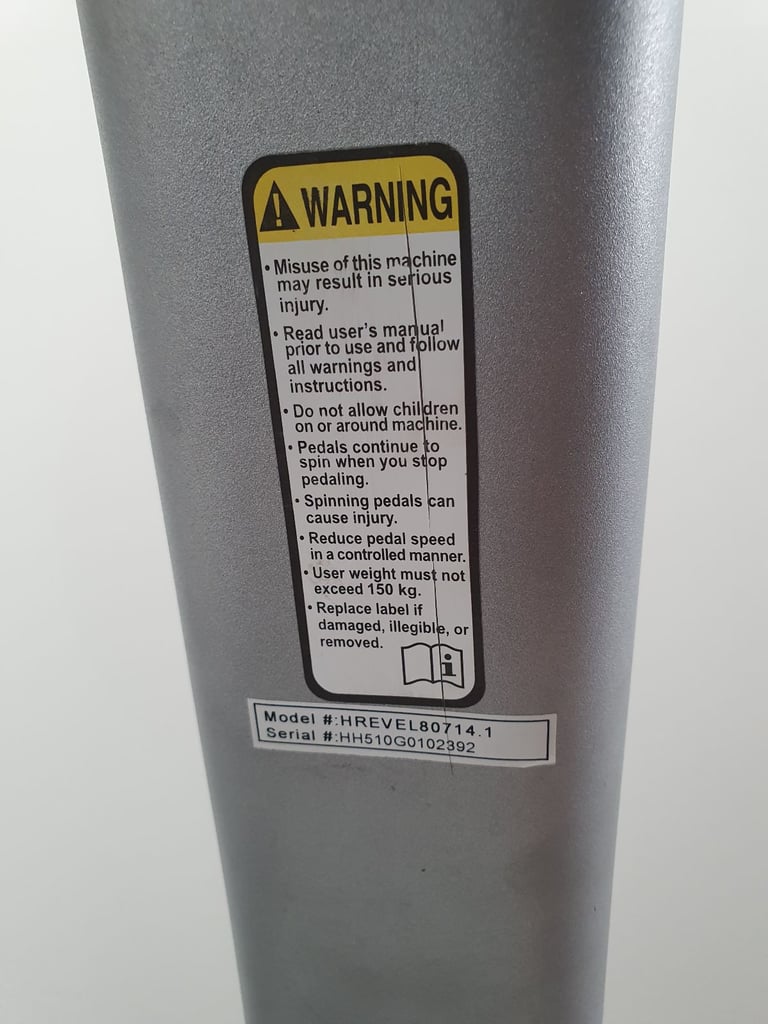 WARNING
• Misuse of this machine
may result in serious
injury.
• Read user's manual
prior to use and follow
all warnings and
instructions.
• Do not allow children
on or around machine.
• Pedals continue to
spin when you stop
pedaling.
• Spinning pedals can
cause injury.
• Reduce pedal speed
in a controlled manner.
• User weight must not
exceed 150 kg.
• Replace label if
damaged, illegible, or
removed.
Model #:HREVEL80714.1
Serial #:HH510G0102392